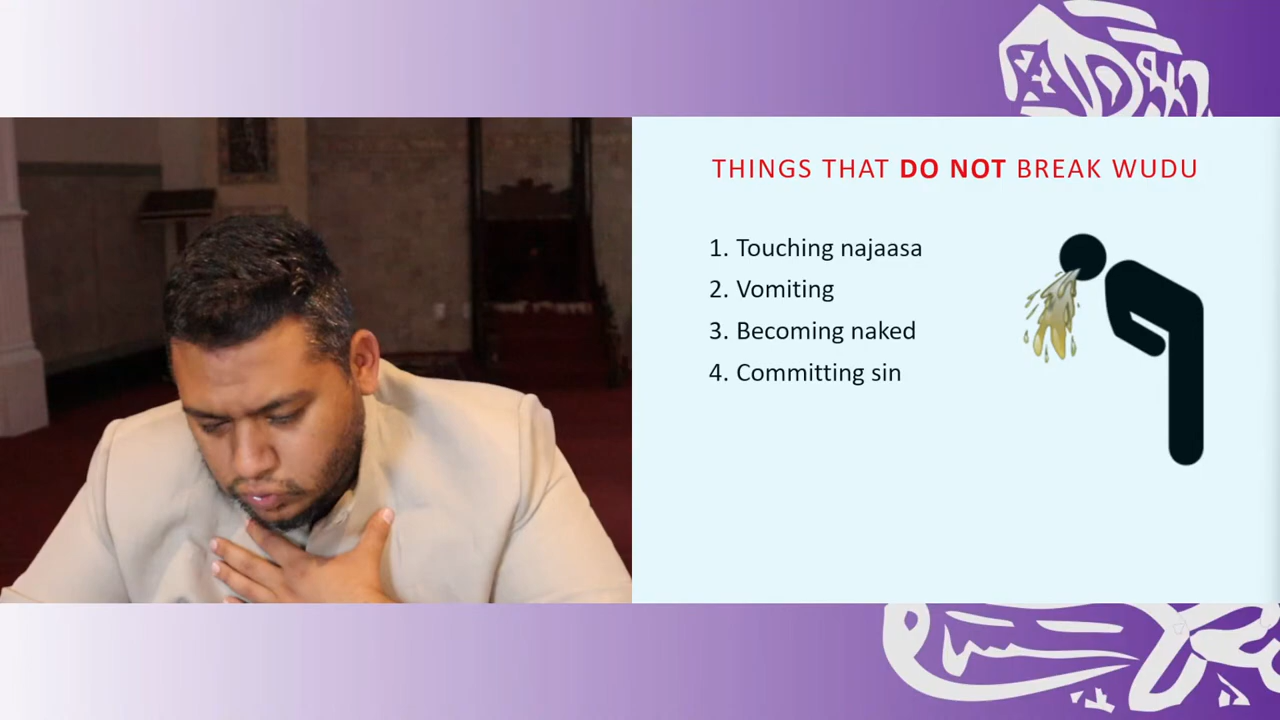 THINGS THAT DO NOT BREAK WUDU
1. Touching najaasa
2. Vomiting
3. Becoming naked
4. Committing sin